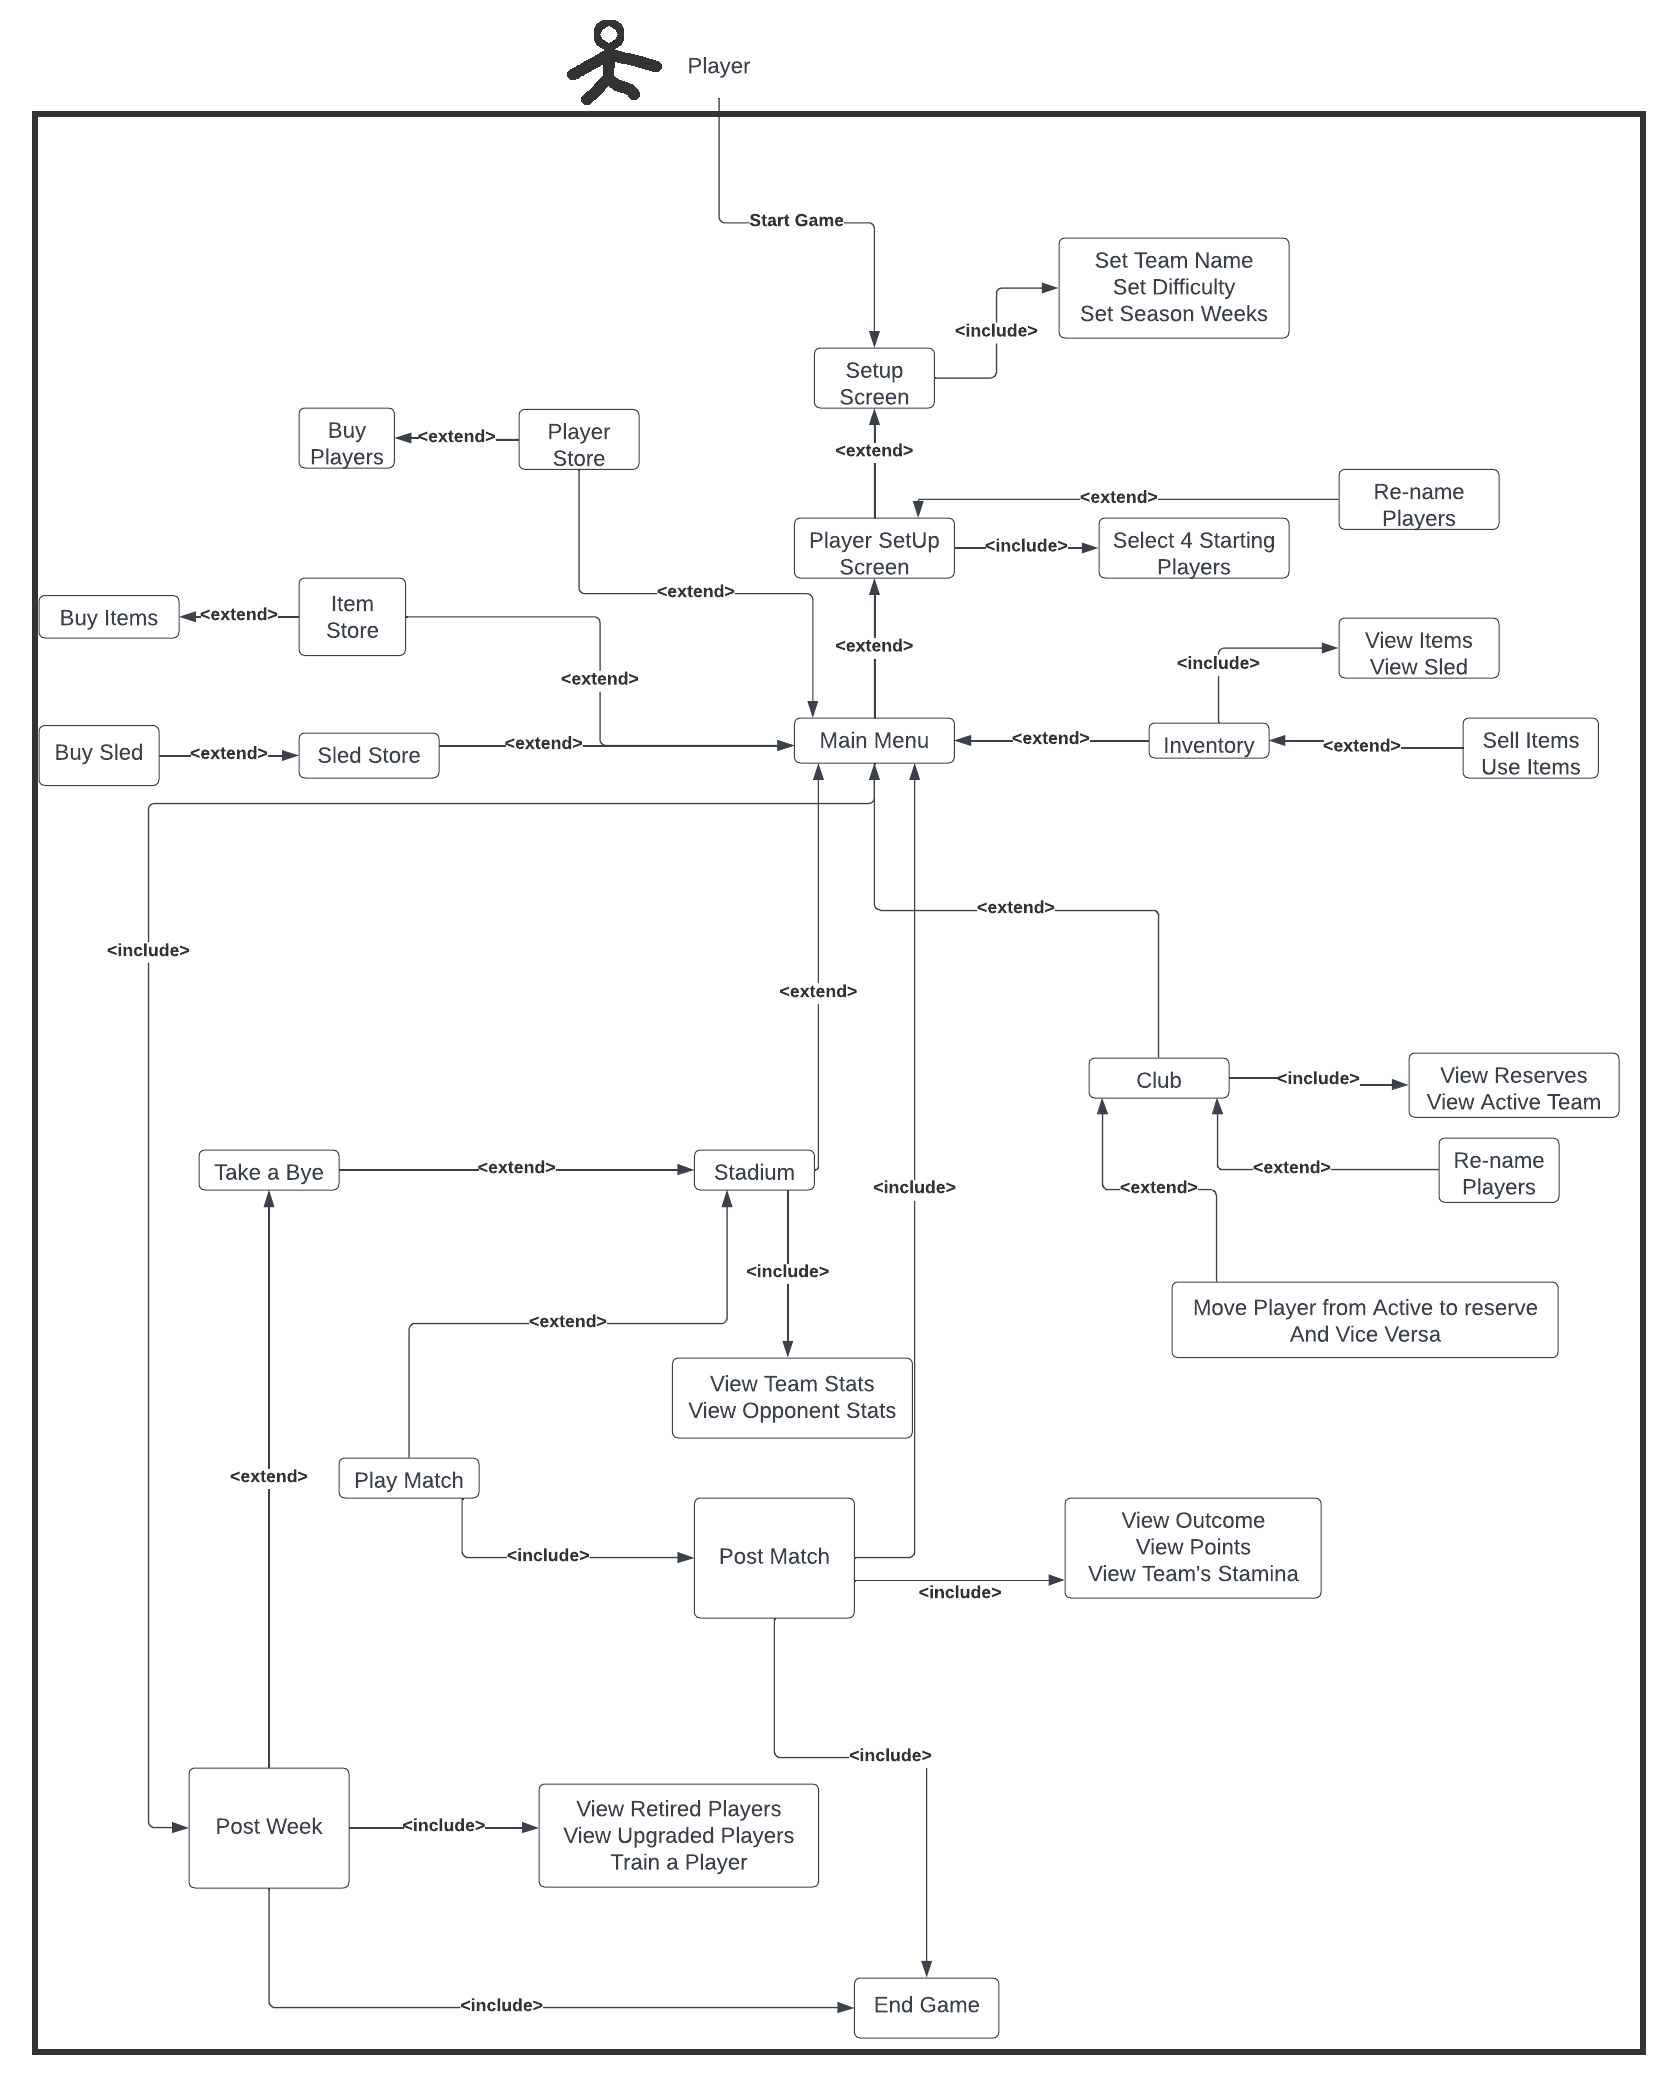 Player
Start Game
Set Team Name
Set Difficulty
Set Season Weeks
<include>
Setup
Screen
Buy
Players
<extend>
Player
Store
<extend>
<extend>
Re-name
Players
Player SetUp
Screen
<include>
Select 4 Starting
Players
Buy Items
<extend>
Item
Store
<extend>
<extend>
<extend>
<include>
View Items
View Sled
Buy Sled
<extend>
Sled Store
<extend>
Main Menu
<extend>
Inventory
<extend>
Sell Items
Use Items
<extend>
<include>
<extend>
Club
<include>
View Reserves
View Active Team
Take a Bye
<extend>
Stadium
<include>
<extend>
<extend>
Re-name
Players
<include>
<extend>
Move Player from Active to reserve
And Vice Versa
View Team Stats
View Opponent Stats
<extend>
Play Match
<include>
Post Match
<include>
View Outcome
View Points
View Team's Stamina
<include>
Post Week
<include>
View Retired Players
View Upgraded Players
Train a Player
<include>
End Game